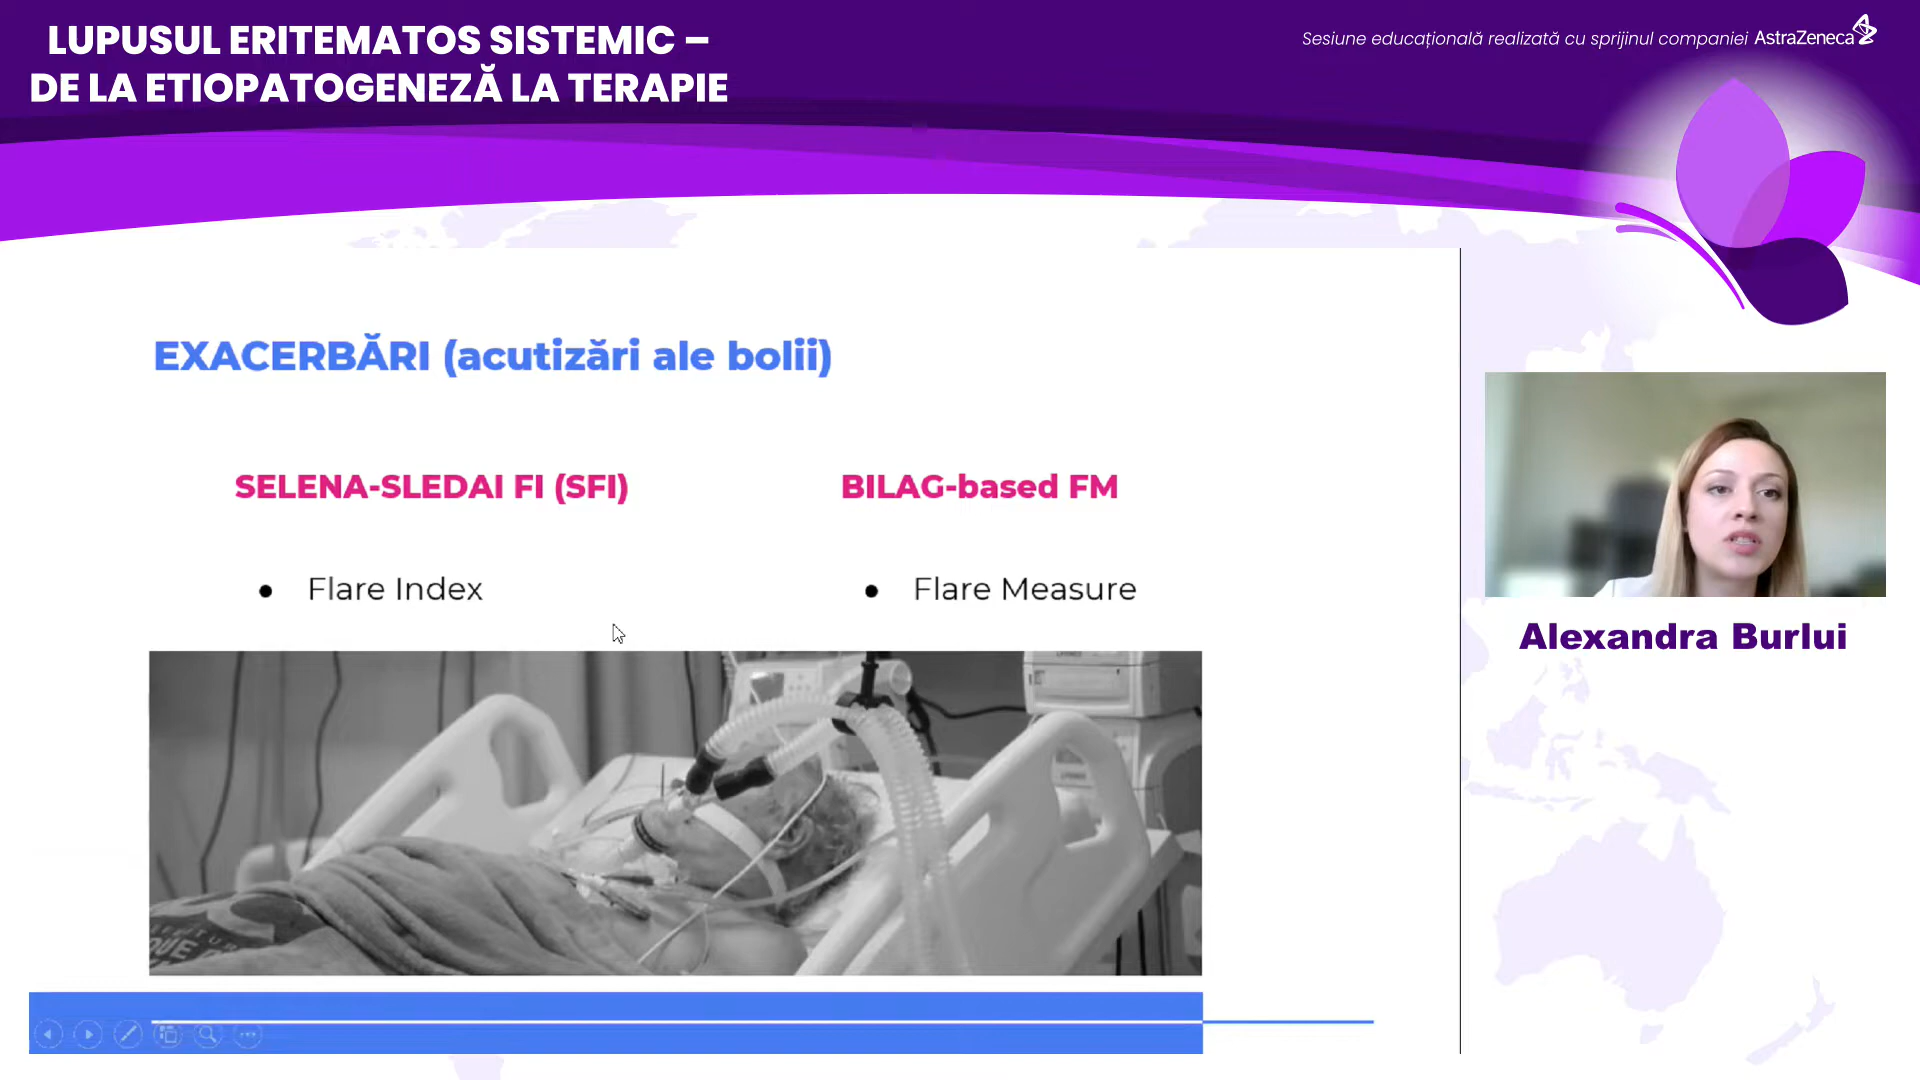 LUPUSUL ERITEMATOS SISTEMIC –
DE LA ETIOPATOGENEZĂ LA TERAPIE
Sesiune educațională realizată cu sprijinul companiei AstraZeneca
EXACERBĂRI (acutizări ale bolii)
SELENA-SLEDAI FI (SFI)
BILAG-based FM
• Flare Index
• Flare Measure
Alexandra Burlui